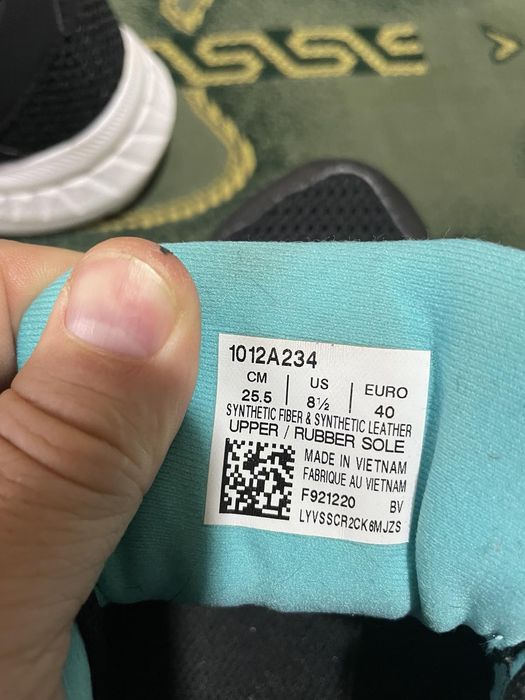 1012A234
CM | US | EURO
25.5 | 8½ | 40
SYNTHETIC FIBER & SYNTHETIC LEATHER
UPPER / RUBBER SOLE
MADE IN VIETNAM
FABRIQUE AU VIETNAM
F921220 BV
LYVSSCR2CK8MJZS